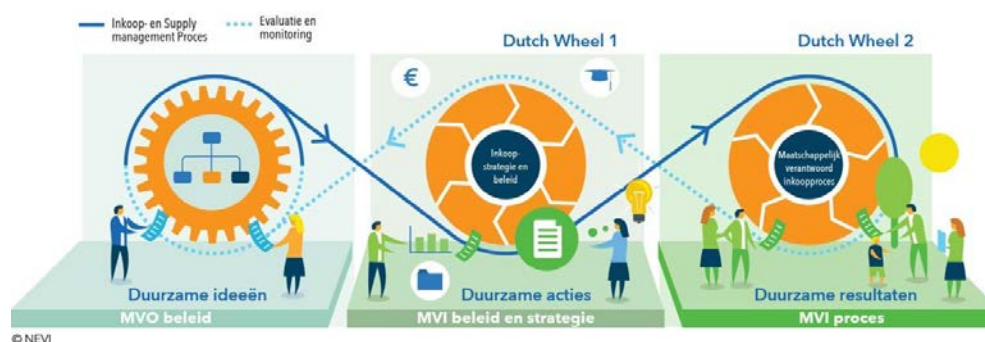 Inkoop- en Supply
management Proces
Evaluatie en
monitoring
Dutch Wheel 1
Dutch Wheel 2
€
Inkoop-
strategie en
beleid
Maatschappelijk
verantwoord
inkoopproces
Duurzame ideeën
MVO beleid
Duurzame acties
MVI beleid en strategie
Duurzame resultaten
MVI proces
© NEVI